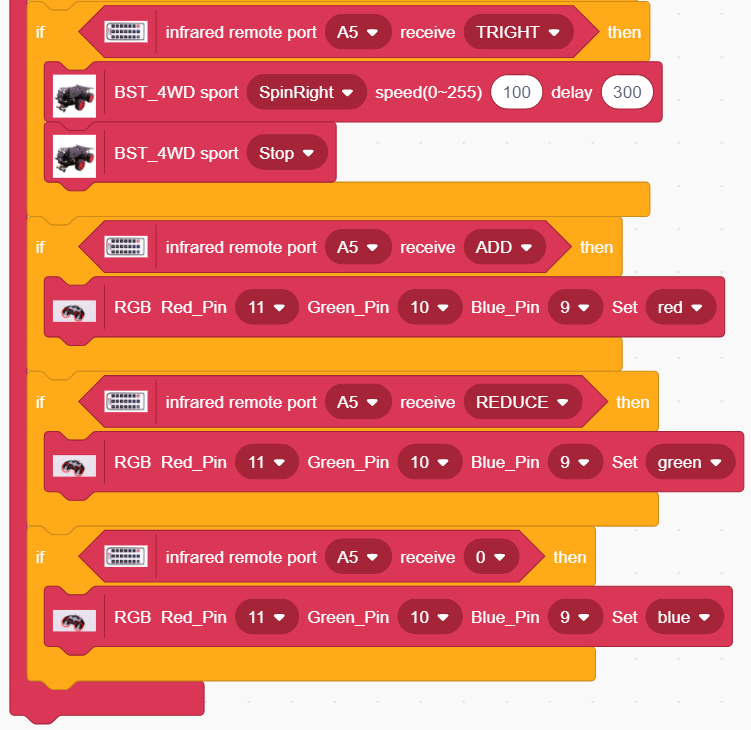 if infrared remote port A5 receive TRIGHT then
BST_4WD sport SpinRight speed(0~255) 100 delay 300
BST_4WD sport Stop
if infrared remote port A5 receive ADD then
RGB Red_Pin 11 Green_Pin 10 Blue_Pin 9 Set red
if infrared remote port A5 receive REDUCE then
RGB Red_Pin 11 Green_Pin 10 Blue_Pin 9 Set green
if infrared remote port A5 receive 0 then
RGB Red_Pin 11 Green_Pin 10 Blue_Pin 9 Set blue